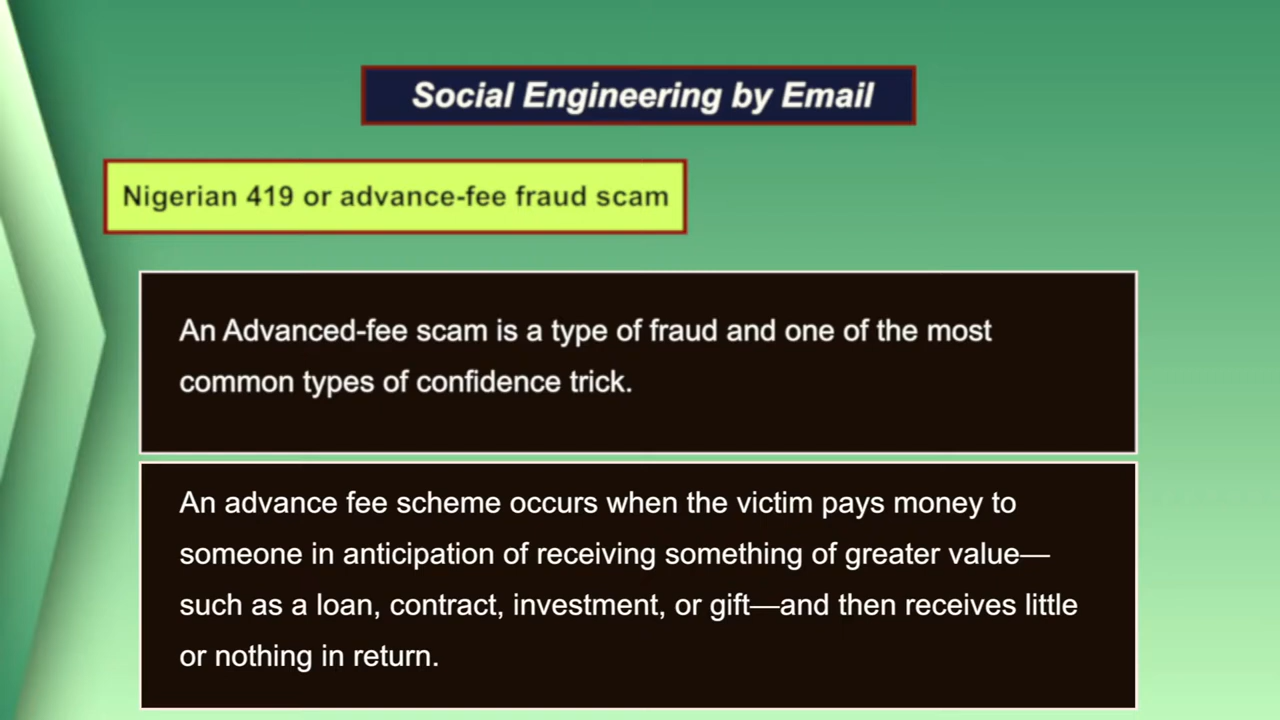 Social Engineering by Email
Nigerian 419 or advance-fee fraud scam
An Advanced-fee scam is a type of fraud and one of the most
common types of confidence trick.
An advance fee scheme occurs when the victim pays money to
someone in anticipation of receiving something of greater value—
such as a loan, contract, investment, or gift—and then receives little
or nothing in return.